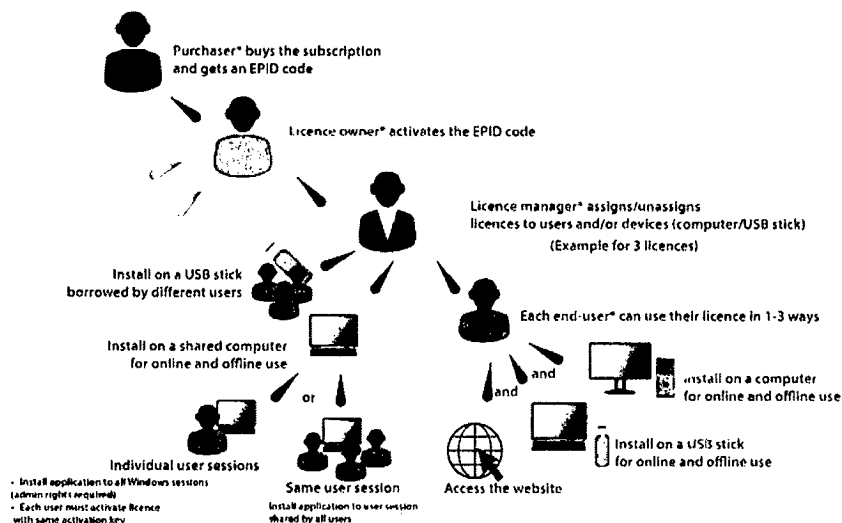 Purchaser* buys the subscription
and gets an EPID code
Licence owner* activates the EPID code
Licence manager* assigns/unassigns
licences to users and/or devices (computer/USB stick)
(Example for 3 licences)
Install on a USB stick
borrowed by different users
Each end-user* can use their licence in 1-3 ways
Install on a shared computer
for online and offline use
and
and
install on a computer
for online and offline use
or
Install on a USB stick
for online and offline use
Individual user sessions
Same user session
Access the website
- Install application to all Windows sessions
(admin rights required)
- Each user must activate licence
with same activation key
Install application to user session
shared by all users